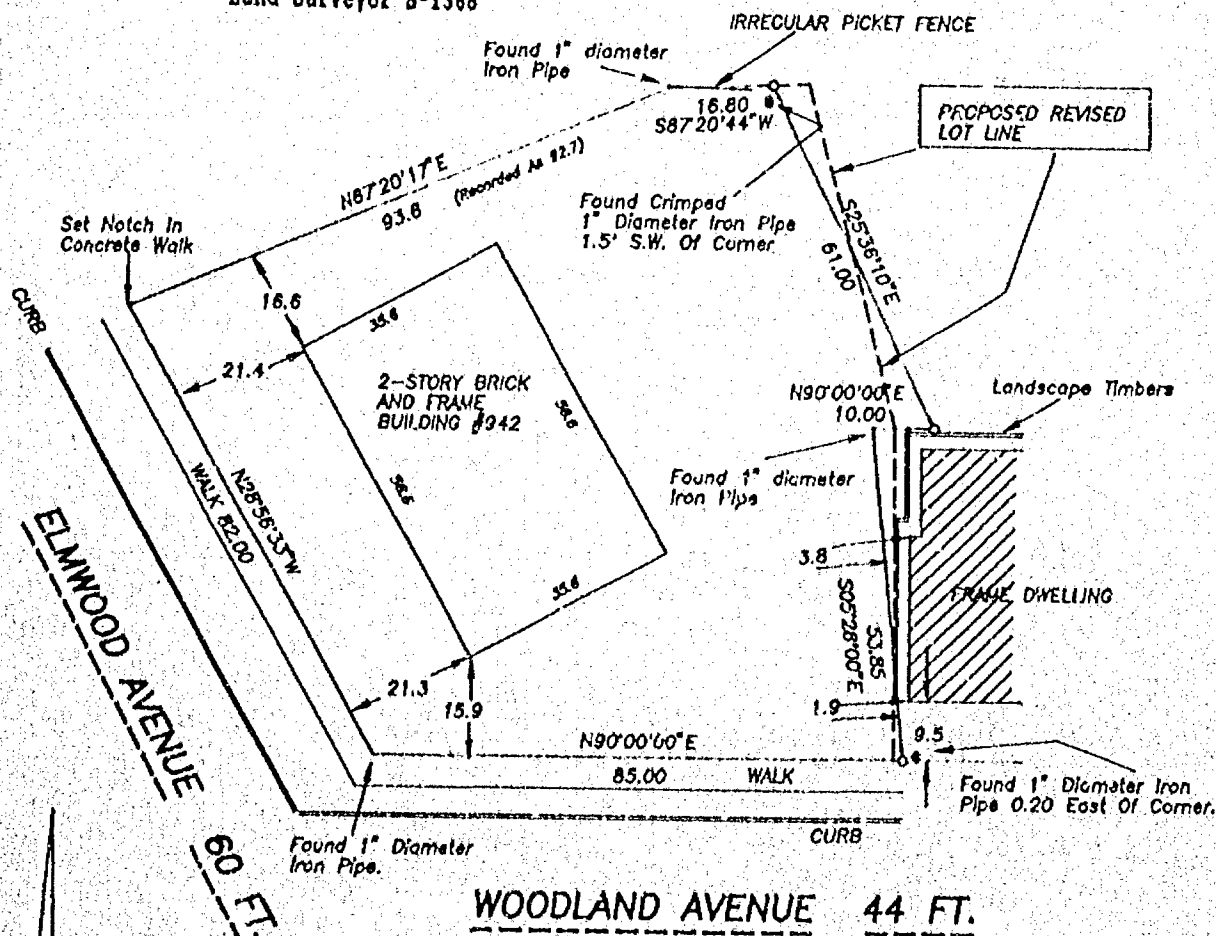 Land Surveyor S-1368
IRRECULAR PICKET FENCE
Found 1" diameter
Iron Pipe
16.80
S87°20'44"W
PROPOSED REVISED
LOT LINE
N67°20'17"E
93.6
(Recorded As 92.7)
Set Notch In
Concrete Walk
Found Crimped
1" Diameter Iron Pipe
1.5' S.W. Of Corner
S25°36'10"E
61.00
CURB
16.6
35.6
21.4
2-STORY BRICK
AND FRAME
BUILDING #942
56.6
56.5
35.6
N90°00'00"E
10.00
Landscape Timbers
Found 1" diameter
Iron Pipe
N28°56'33"W
WALK 82.00
ELMWOOD AVENUE 60 FT.
3.8
FRAME DWELLING
S05°28'00"E
53.85
21.3
15.9
1.9
N90°00'00"E
9.5
85.00 WALK
Found 1" Diameter Iron
Pipe 0.20 East Of Corner.
CURB
Found 1" Diameter
Iron Pipe.
WOODLAND AVENUE 44 FT.